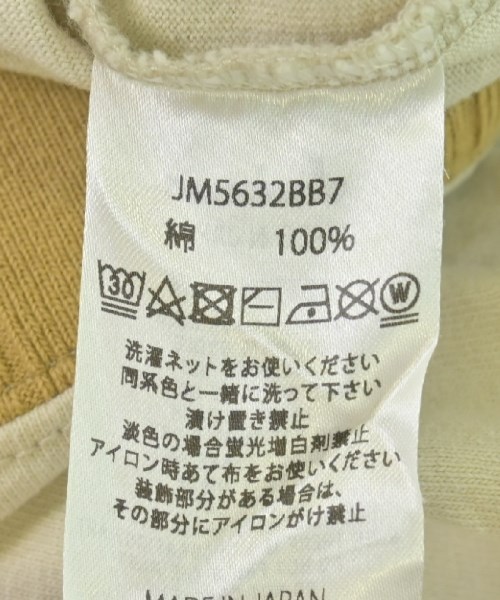 JM5632BB7
綿 100%
30 W
洗濯ネットをお使いください
同系色と一緒に洗って下さい
漬け置き禁止
淡色の場合蛍光増白剤禁止
アイロン時あて布をお使いください
装飾部分がある場合は、
その部分にアイロンがけ禁止
MADE IN JAPAN